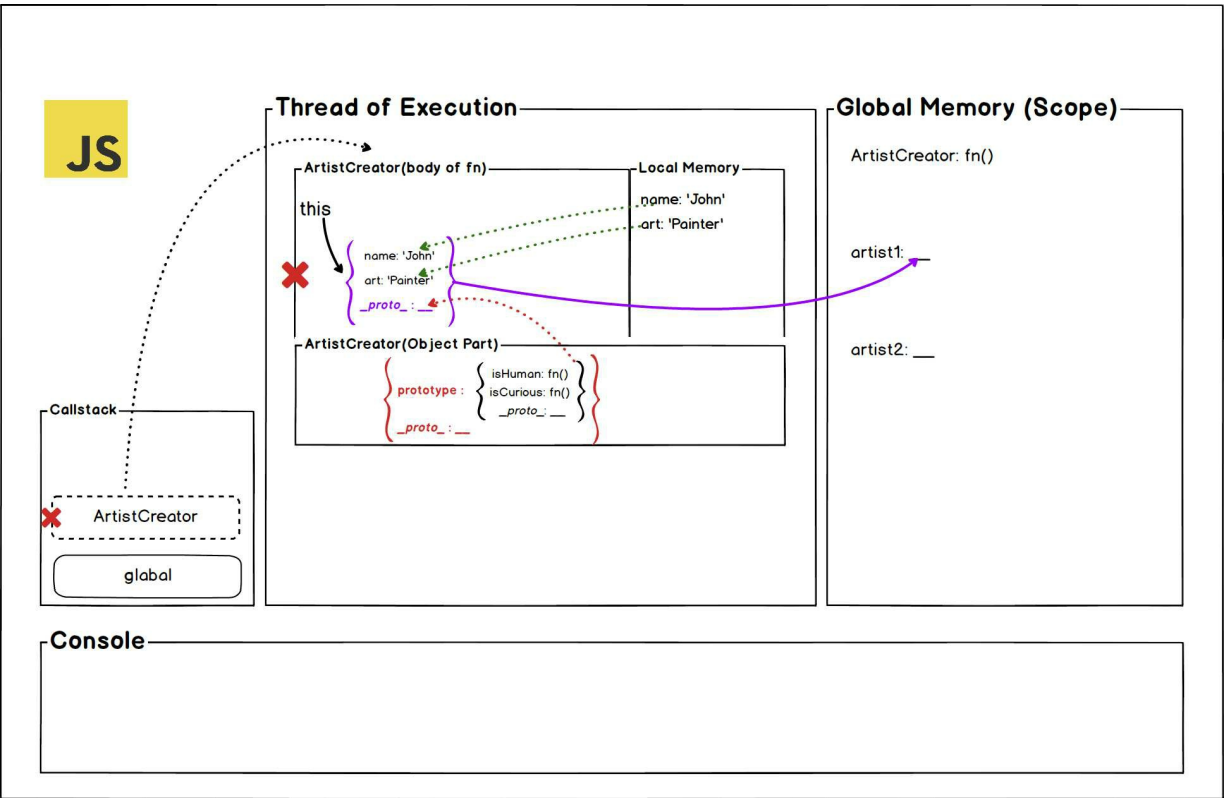 JS
Thread of Execution
Global Memory (Scope)
ArtistCreator(body of fn)
Local Memory
this
name: 'John'
art: 'Painter'
_proto_ : __
name: 'John'
art: 'Painter'
ArtistCreator: fn()
artist1: __
artist2: __
ArtistCreator(Object Part)
prototype :
isHuman: fn()
isCurious: fn()
_proto_: __
_proto_ : __
Callstack
ArtistCreator
glabal
Console